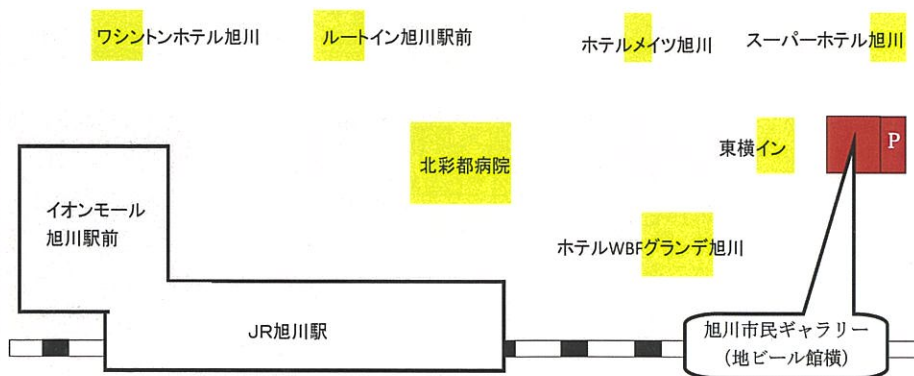 ワシントンホテル旭川
ルートイン旭川駅前
ホテルメイツ旭川
スーパーホテル旭川
東横イン
P
北彩都病院
イオンモール
旭川駅前
ホテルWBFグランデ旭川
JR旭川駅
旭川市民ギャラリー
（地ビール館横）